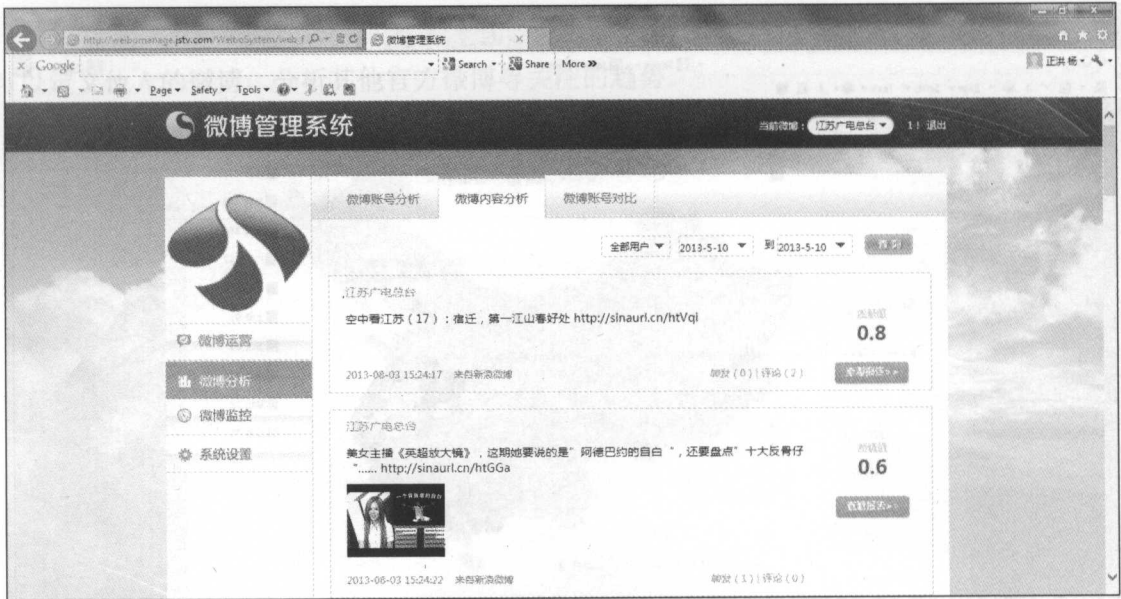 http://weibomanage.jstv.com/WeiboSystem/web
微博管理系统
Google
Search
Share
More »
正洪 杨
Page
Safety
Tools
微博管理系统
当前微博：
江苏广电总台
退出
微博账号分析
微博内容分析
微博账号对比
全部用户
2013-5-10
到
2013-5-10
查 询
微博运营
微博分析
微博监控
系统设置
江苏广电总台
空中看江苏（17）：宿迁，第一江山春好处 http://sinaurl.cn/htVqi
0.8
2013-08-03 15:24:17 来自新浪微博
转发（0）| 评论（2）
江苏广电总台
美女主播《英超放大镜》，这期她要说的是"阿德巴约的自白"，还要盘点"十大反骨仔
"...... http://sinaurl.cn/htGGa
0.6
2013-08-03 15:24:22 来自新浪微博
转发（1）| 评论（0）